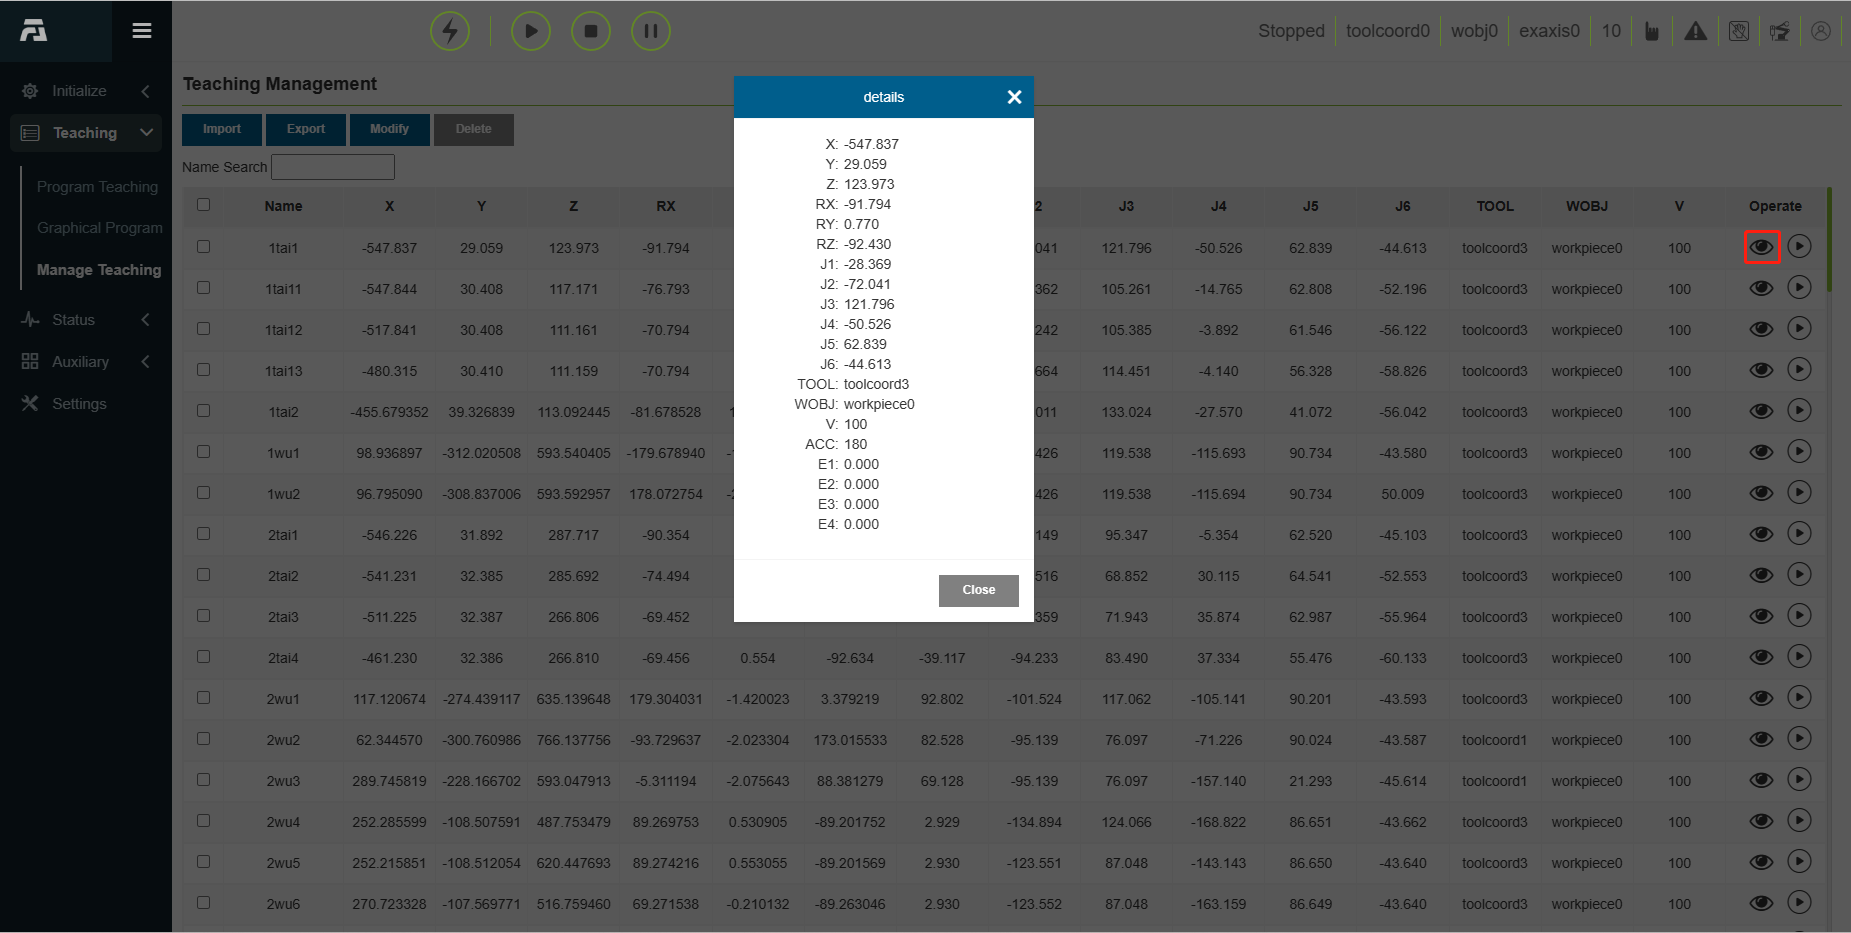 Stopped toolcoord0 wobj0 exaxis0 10
Initialize
Teaching
Program Teaching
Graphical Program
Manage Teaching
Status
Auxiliary
Settings
Teaching Management
Import Export Modify Delete
Name Search
Name X Y Z RX 2 J3 J4 J5 J6 TOOL WOBJ V Operate
1tai1 -547.837 29.059 123.973 -91.794 041 121.796 -50.526 62.839 -44.613 toolcoord3 workpiece0 100
1tai11 -547.844 30.408 117.171 -76.793 362 105.261 -14.765 62.808 -52.196 toolcoord3 workpiece0 100
1tai12 -517.841 30.408 111.161 -70.794 242 105.385 -3.892 61.546 -56.122 toolcoord3 workpiece0 100
1tai13 -480.315 30.410 111.159 -70.794 664 114.451 -4.140 56.328 -58.826 toolcoord3 workpiece0 100
1tai2 -455.679352 39.326839 113.092445 -81.678528 011 133.024 -27.570 41.072 -56.042 toolcoord3 workpiece0 100
1wu1 98.936897 -312.020508 593.540405 -179.678940 426 119.538 -115.693 90.734 -43.580 toolcoord3 workpiece0 100
1wu2 96.795090 -308.837006 593.592957 178.072754 426 119.538 -115.694 90.734 50.009 toolcoord3 workpiece0 100
2tai1 -546.226 31.892 287.717 -90.354 149 95.347 -5.354 62.520 -45.103 toolcoord3 workpiece0 100
2tai2 -541.231 32.385 285.692 -74.494 516 68.852 30.115 64.541 -52.553 toolcoord3 workpiece0 100
2tai3 -511.225 32.387 266.806 -69.452 359 71.943 35.874 62.987 -55.964 toolcoord3 workpiece0 100
2tai4 -461.230 32.386 266.810 -69.456 0.554 -92.634 -39.117 -94.233 83.490 37.334 55.476 -60.133 toolcoord3 workpiece0 100
2wu1 117.120674 -274.439117 635.139648 179.304031 -1.420023 3.379219 92.802 -101.524 117.062 -105.141 90.201 -43.593 toolcoord3 workpiece0 100
2wu2 62.344570 -300.760986 766.137756 -93.729637 -2.023304 173.015533 82.528 -95.139 76.097 -71.226 90.024 -43.587 toolcoord1 workpiece0 100
2wu3 289.745819 -228.166702 593.047913 -5.311194 -2.075643 88.381279 69.128 -95.139 76.097 -157.140 21.293 -45.614 toolcoord1 workpiece0 100
2wu4 252.285599 -108.507591 487.753479 89.269753 0.530905 -89.201752 2.929 -134.894 124.066 -168.822 86.651 -43.662 toolcoord3 workpiece0 100
2wu5 252.215851 -108.512054 620.447693 89.274216 0.553055 -89.201569 2.930 -123.551 87.048 -143.143 86.650 -43.640 toolcoord3 workpiece0 100
2wu6 270.723328 -107.569771 516.759460 69.271538 -0.210132 -89.263046 2.930 -123.552 87.048 -163.159 86.649 -43.640 toolcoord3 workpiece0 100
details
X: -547.837
Y: 29.059
Z: 123.973
RX: -91.794
RY: 0.770
RZ: -92.430
J1: -28.369
J2: -72.041
J3: 121.796
J4: -50.526
J5: 62.839
J6: -44.613
TOOL: toolcoord3
WOBJ: workpiece0
V: 100
ACC: 180
E1: 0.000
E2: 0.000
E3: 0.000
E4: 0.000
Close